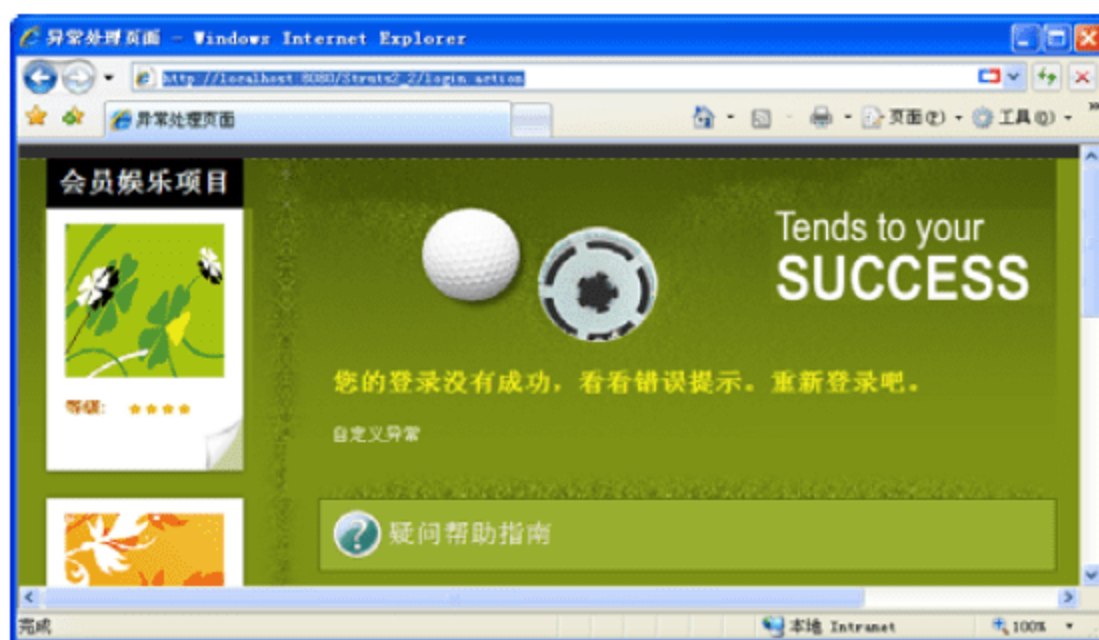 异常处理页面 - Windows Internet Explorer
http://localhost:8080/Struts2_2/login.action
异常处理页面
页面(P)
工具(O)
会员娱乐项目
Tends to your
SUCCESS
等级:
您的登录没有成功，看看错误提示。重新登录吧。
自定义异常
疑问帮助指南
完成
本地 Intranet
100%